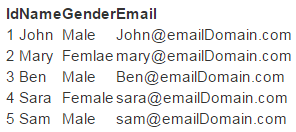 IdNameGenderEmail
1 John Male John@emailDomain.com
2 Mary Femlae mary@emailDomain.com
3 Ben Male Ben@emailDomain.com
4 Sara Female sara@emailDomain.com
5 Sam Male sam@emailDomain.com